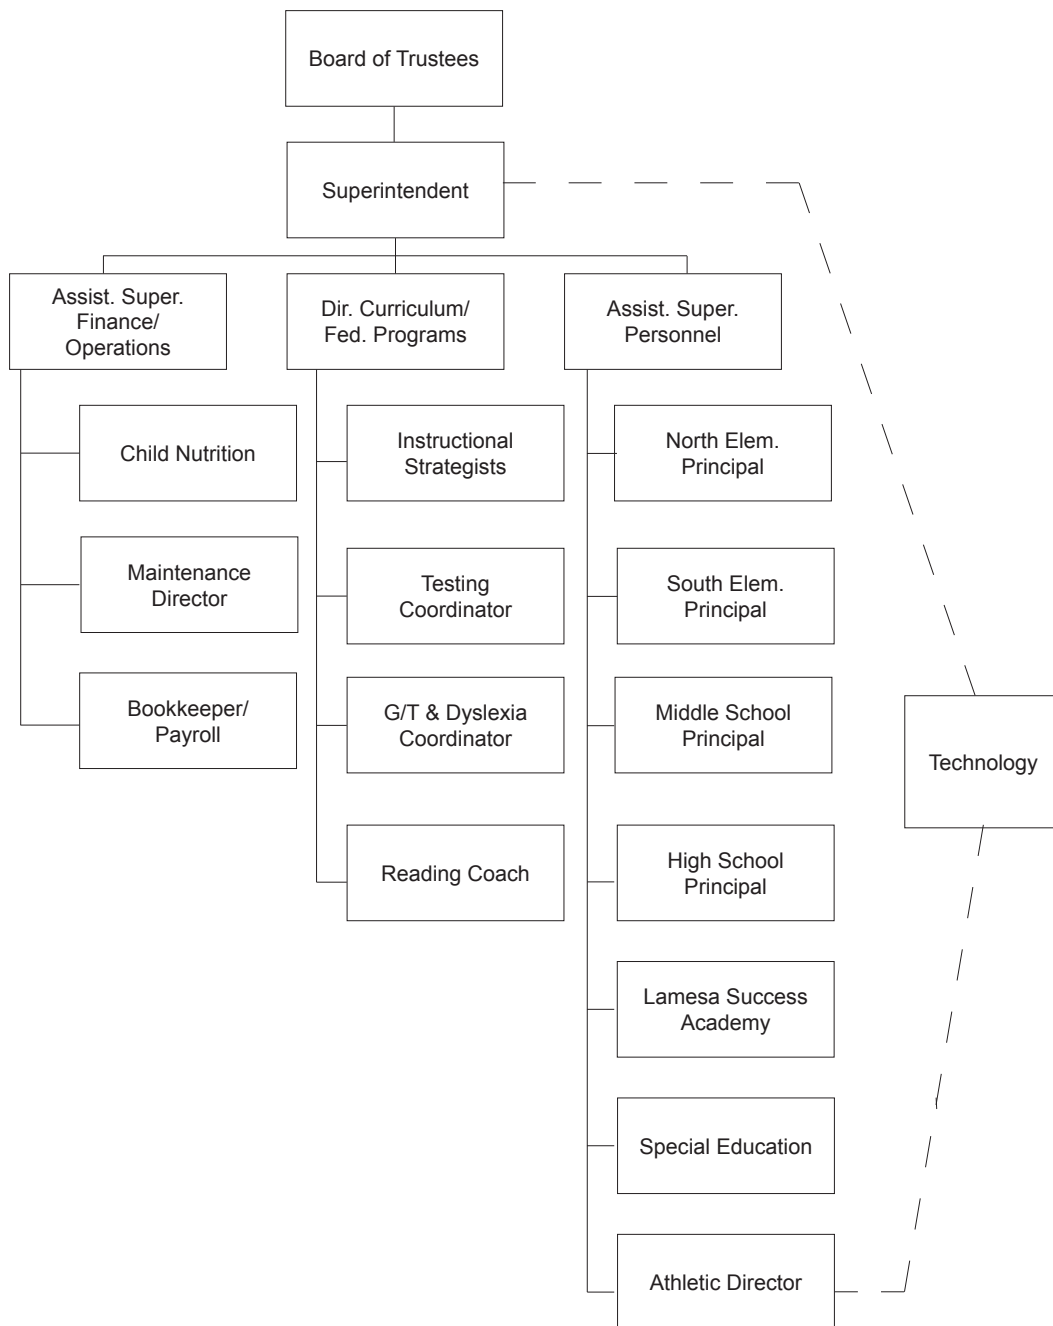 Board of Trustees
Superintendent
Assist. Super.
Finance/
Operations
Dir. Curriculum/
Fed. Programs
Assist. Super.
Personnel
Child Nutrition
Maintenance
Director
Bookkeeper/
Payroll
Instructional
Strategists
Testing
Coordinator
G/T & Dyslexia
Coordinator
Reading Coach
North Elem.
Principal
South Elem.
Principal
Middle School
Principal
High School
Principal
Lamesa Success
Academy
Special Education
Athletic Director
Technology